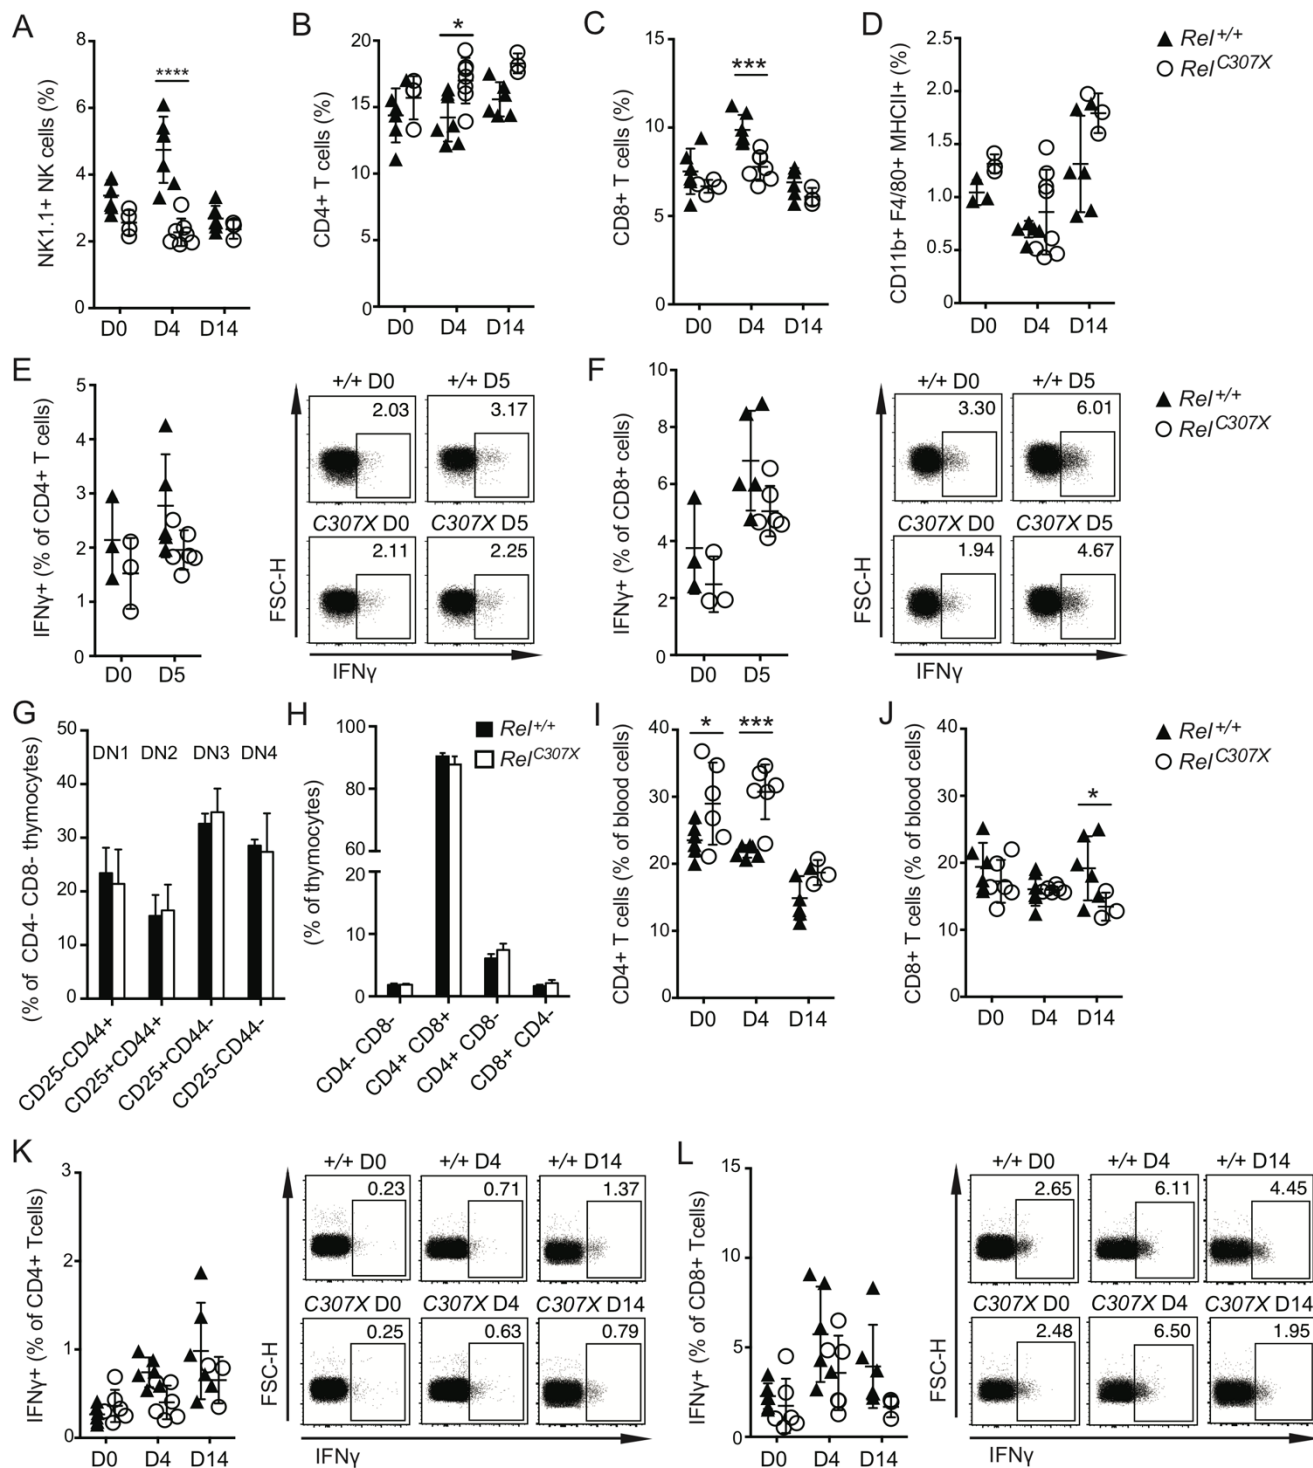 A
NK1.1+ NK cells (%)
8
6
4
2
0
****
D0 D4 D14
B
CD4+ T cells (%)
20
15
10
5
0
*
D0 D4 D14
C
CD8+ T cells (%)
15
10
5
0
***
D0 D4 D14
D
CD11b+ F4/80+ MHCII+ (%)
2.5
2.0
1.5
1.0
0.5
0
D0 D4 D14
Rel+/+
RelC307X
E
IFNγ+ (% of CD4+ T cells)
5
4
3
2
1
0
D0 D5
+/+ D0 +/+ D5
2.03 3.17
C307X D0 C307X D5
2.11 2.25
FSC-H
IFNγ
F
IFNγ+ (% of CD8+ cells)
10
8
6
4
2
0
D0 D5
+/+ D0 +/+ D5
3.30 6.01
C307X D0 C307X D5
1.94 4.67
FSC-H
IFNγ
Rel+/+
RelC307X
G
(% of CD4- CD8- thymocytes)
50
40
30
20
10
0
DN1 DN2 DN3 DN4
CD25-CD44+
CD25+CD44+
CD25+CD44-
CD25-CD44-
H
(% of thymocytes)
100
80
60
20
10
0
Rel+/+
RelC307X
CD4- CD8-
CD4+ CD8+
CD4+ CD8-
CD8+ CD4-
I
CD4+ T cells (% of blood cells)
40
30
20
10
0
* ***
D0 D4 D14
J
CD8+ T cells (% of blood cells)
40
30
20
10
0
*
D0 D4 D14
Rel+/+
RelC307X
K
IFNγ+ (% of CD4+ Tcells)
3
2
1
0
D0 D4 D14
+/+ D0 +/+ D4 +/+ D14
0.23 0.71 1.37
C307X D0 C307X D4 C307X D14
0.25 0.63 0.79
FSC-H
IFNγ
L
IFNγ+ (% of CD8+ Tcells)
15
10
5
0
D0 D4 D14
+/+ D0 +/+ D4 +/+ D14
2.65 6.11 4.45
C307X D0 C307X D4 C307X D14
2.48 6.50 1.95
FSC-H
IFNγ